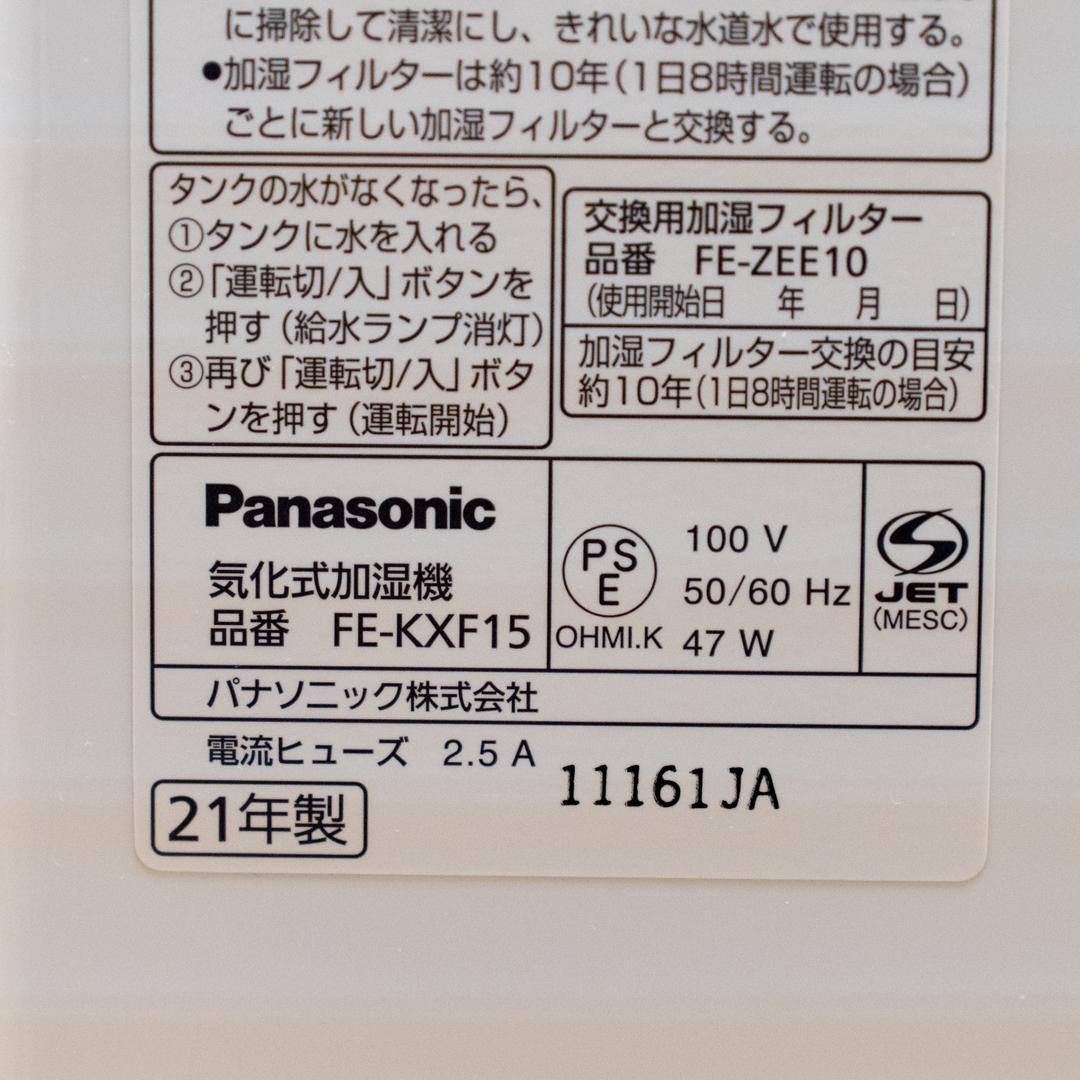 に掃除して清潔にし、きれいな水道水で使用する。
●加湿フィルターは約10年(1日8時間運転の場合)
ごとに新しい加湿フィルターと交換する。
タンクの水がなくなったら、
①タンクに水を入れる
②「運転切/入」ボタンを
押す(給水ランプ消灯)
③再び「運転切/入」ボタ
ンを押す(運転開始)
交換用加湿フィルター
品番 FE-ZEE10
(使用開始日 年 月 日)
加湿フィルター交換の目安
約10年(1日8時間運転の場合)
Panasonic
気化式加湿機
品番 FE-KXF15
PS
E
OHMI.K
100 V
50/60 Hz
47 W
JET
(MESC)
パナソニック株式会社
電流ヒューズ 2.5 A
11161JA
21年製